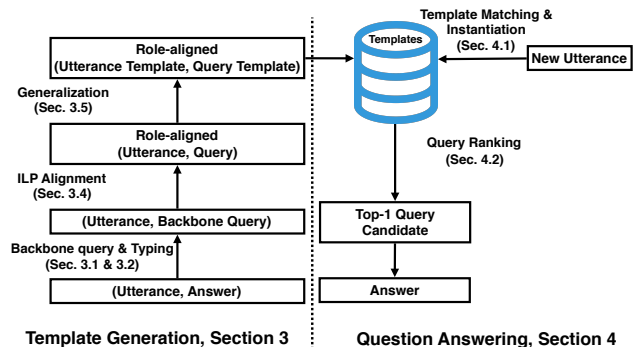 Role-aligned
(Utterance Template, Query Template)
Generalization
(Sec. 3.5)
Role-aligned
(Utterance, Query)
ILP Alignment
(Sec. 3.4)
(Utterance, Backbone Query)
Backbone query & Typing
(Sec. 3.1 & 3.2)
(Utterance, Answer)
Template Generation, Section 3
Templates
Template Matching &
Instantiation
(Sec. 4.1)
New Utterance
Query Ranking
(Sec. 4.2)
Top-1 Query
Candidate
Answer
Question Answering, Section 4